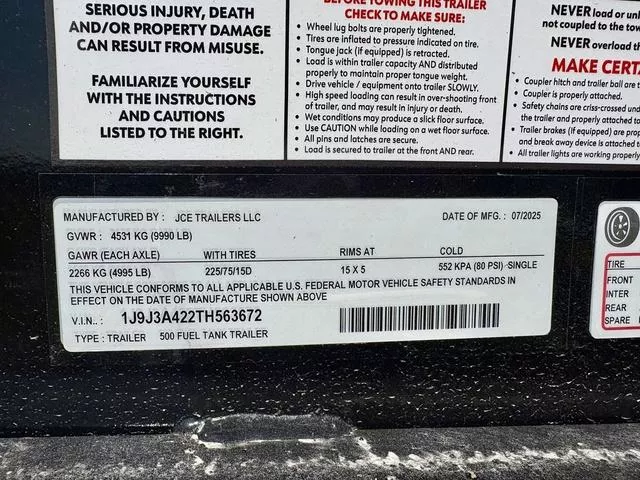 SERIOUS INJURY, DEATH
AND/OR PROPERTY DAMAGE
CAN RESULT FROM MISUSE.
FAMILIARIZE YOURSELF
WITH THE INSTRUCTIONS
AND CAUTIONS
LISTED TO THE RIGHT.
BEFORE TOWING THIS TRAILER
CHECK TO MAKE SURE:
• Wheel lug bolts are properly tightened.
• Tires are inflated to pressure indicated on tire.
• Tongue jack (if equipped) is retracted.
• Load is within trailer capacity AND distributed
properly to maintain proper tongue weight.
• Drive vehicle / equipment onto trailer SLOWLY.
• High speed loading can result in over-shooting front
of trailer, and may result in injury or death.
• Wet conditions may produce a slick floor surface.
• Use CAUTION while loading on a wet floor surface.
• All pins and latches are secure.
• Load is secured to trailer at the front AND rear.
NEVER load or un
not coupled to the tow
NEVER overload th
MAKE CERTA
• Coupler hitch and trailer ball are t
• Coupler is properly attached.
• Safety chains are criss-crossed und
the trailer and properly attached to
• Trailer brakes (if equipped) are prop
and break away device is attached to
• All trailer lights are working properly
MANUFACTURED BY : JCE TRAILERS LLC DATE OF MFG. : 07/2025
GVWR : 4531 KG (9990 LB)
GAWR (EACH AXLE) WITH TIRES RIMS AT COLD
2266 KG (4995 LB) 225/75/15D 15 X 5 552 KPA (80 PSI) -SINGLE
THIS VEHICLE CONFORMS TO ALL APPLICABLE U.S. FEDERAL MOTOR VEHICLE SAFETY STANDARDS IN
EFFECT ON THE DATE OF MANUFACTURE SHOWN ABOVE
V.I.N.. : 1J9J3A422TH563672
TYPE : TRAILER 500 FUEL TANK TRAILER
TIRE
FRONT
INTER
REAR
SPARE